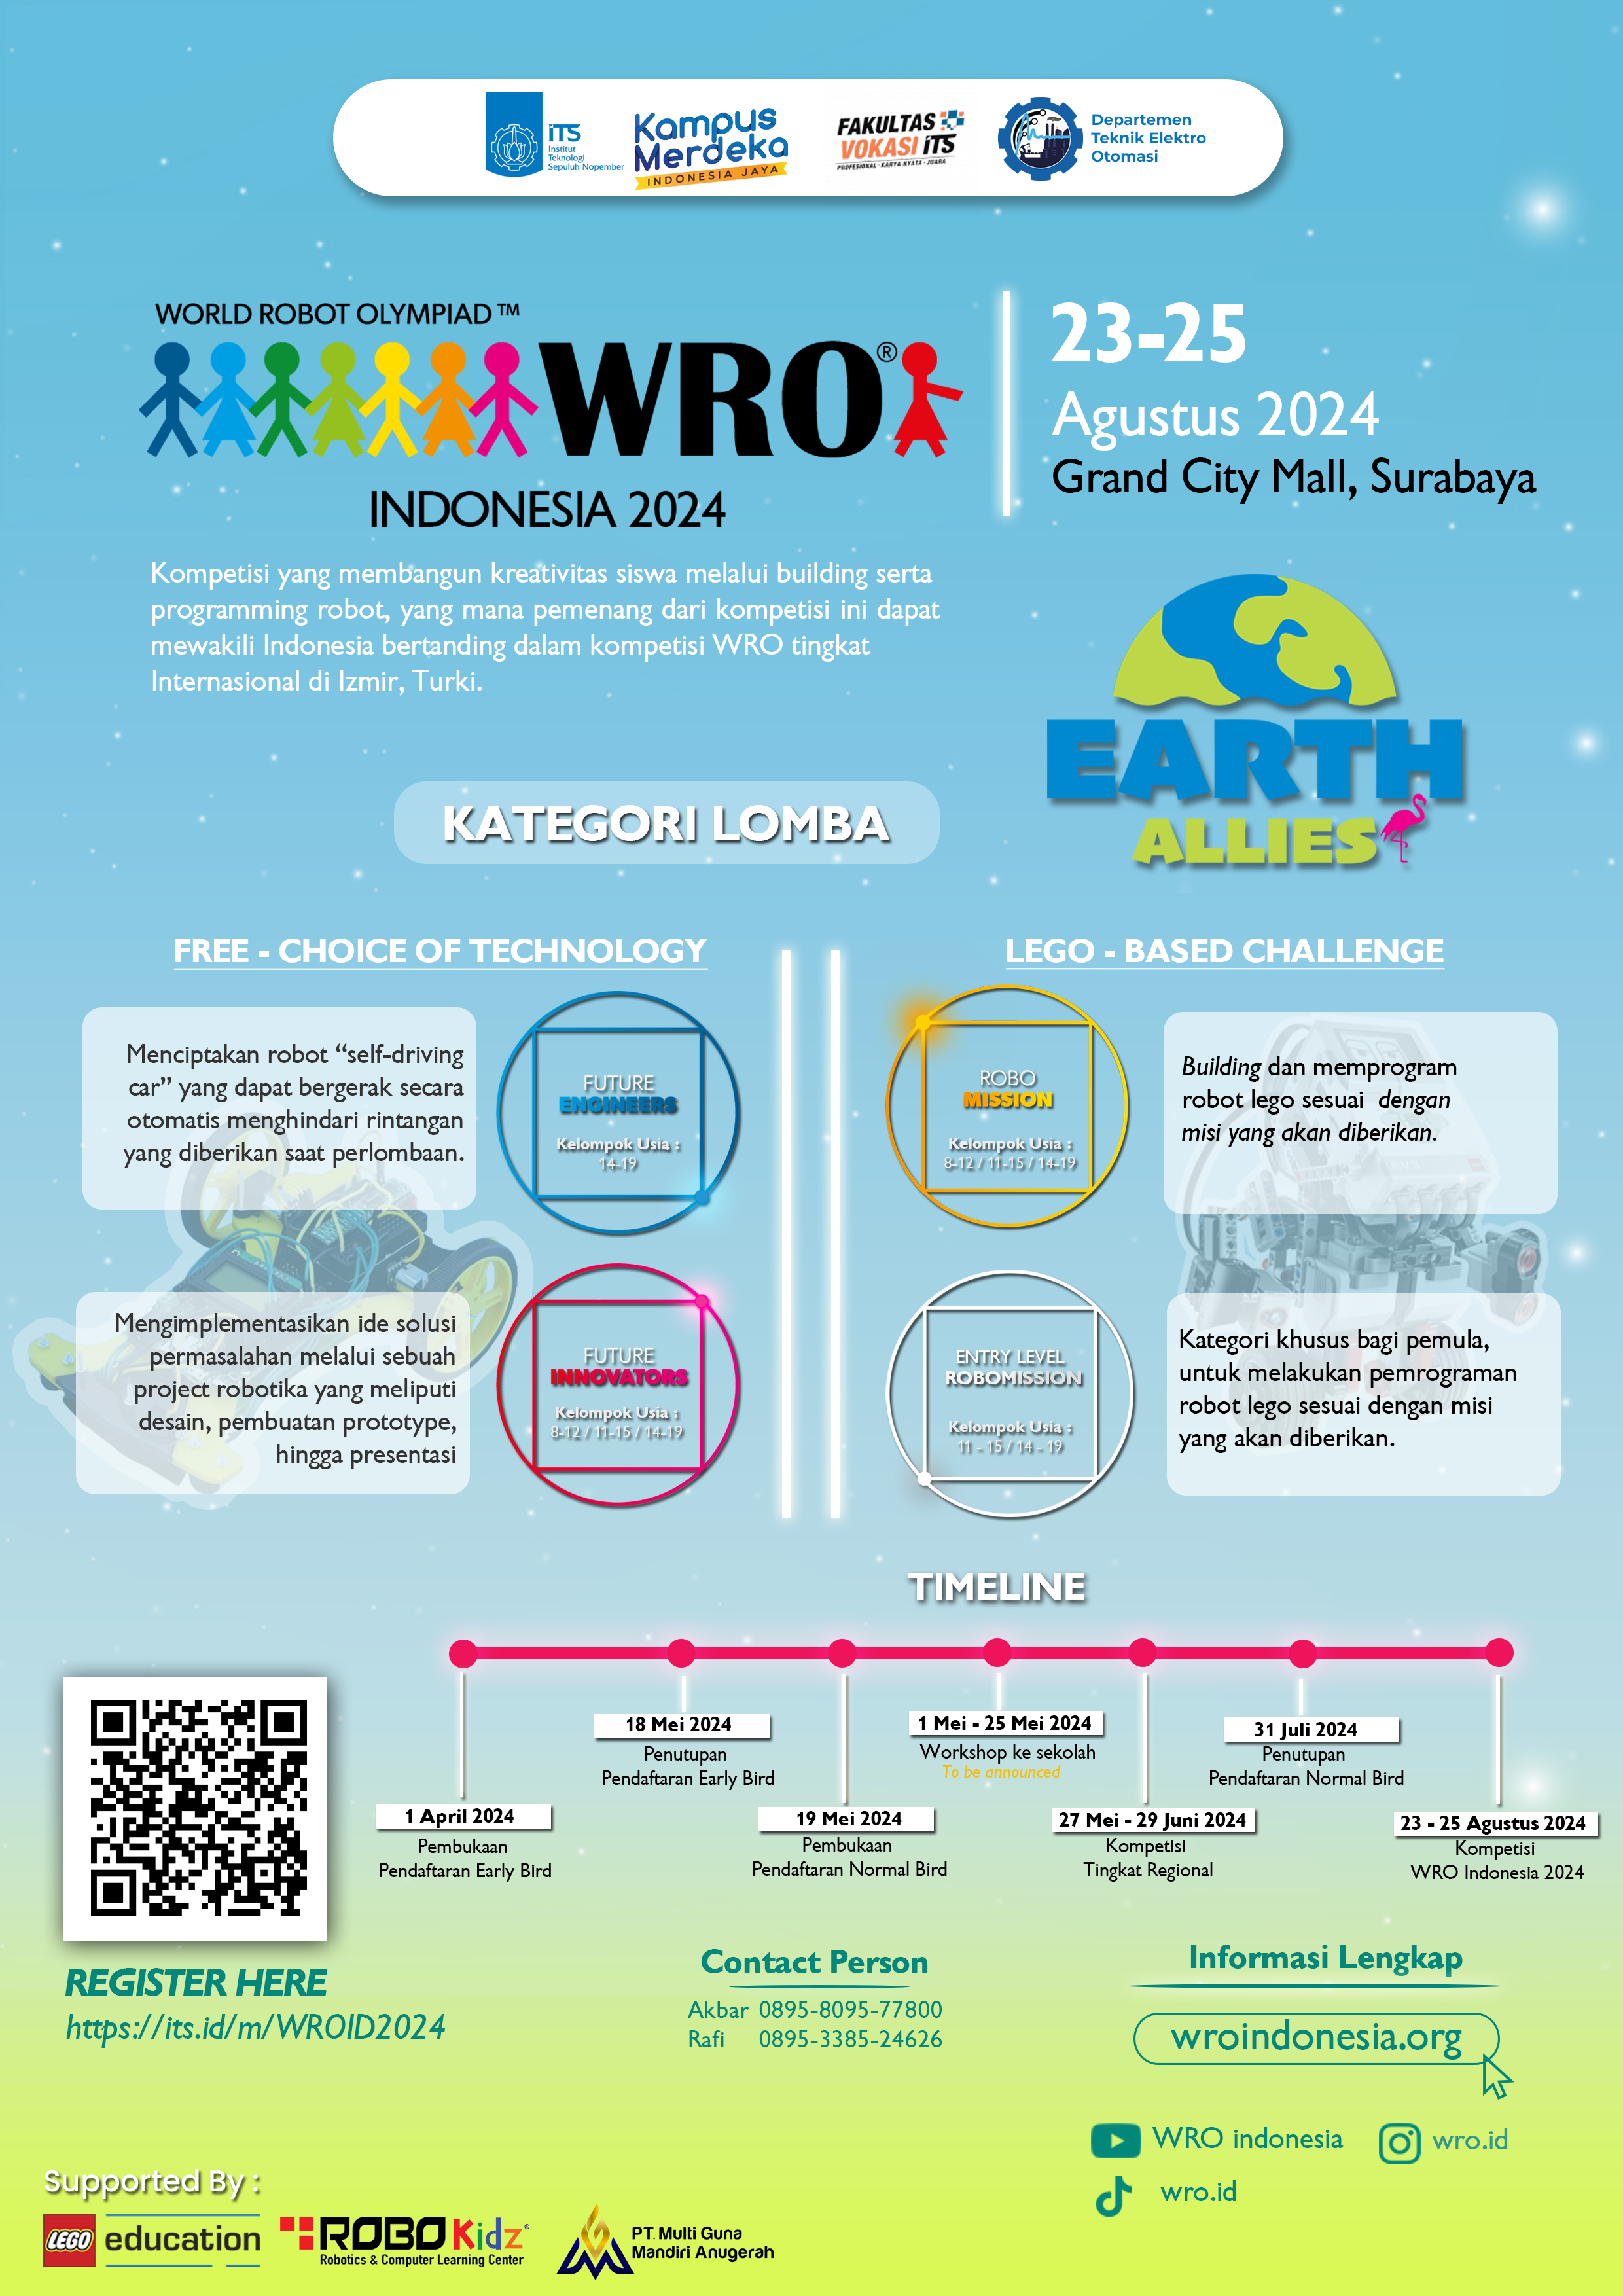 iTS
Institut
Teknologi
Sepuluh Nopember
Kampus
Merdeka
INDONESIA JAYA
FAKULTAS
VOKASI iTS
PROFESIONAL · KARYA NYATA · JUARA
Departemen
Teknik Elektro
Otomasi
WORLD ROBOT OLYMPIAD™
WRO®
INDONESIA 2024
23-25
Agustus 2024
Grand City Mall, Surabaya
Kompetisi yang membangun kreativitas siswa melalui building serta
programming robot, yang mana pemenang dari kompetisi ini dapat
mewakili Indonesia bertanding dalam kompetisi WRO tingkat
Internasional di Izmir, Turki.
EARTH
ALLIES
KATEGORI LOMBA
FREE - CHOICE OF TECHNOLOGY
Menciptakan robot “self-driving
car” yang dapat bergerak secara
otomatis menghindari rintangan
yang diberikan saat perlombaan.
FUTURE
ENGINEERS
Kelompok Usia :
14-19
Mengimplementasikan ide solusi
permasalahan melalui sebuah
project robotika yang meliputi
desain, pembuatan prototype,
hingga presentasi
FUTURE
INNOVATORS
Kelompok Usia :
8-12 / 11-15 / 14-19
LEGO - BASED CHALLENGE
ROBO
MISSION
Kelompok Usia :
8-12 / 11-15 / 14-19
Building dan memprogram
robot lego sesuai dengan
misi yang akan diberikan.
ENTRY LEVEL
ROBOMISSION
Kelompok Usia :
11 - 15 / 14 - 19
Kategori khusus bagi pemula,
untuk melakukan pemrograman
robot lego sesuai dengan misi
yang akan diberikan.
TIMELINE
1 April 2024
Pembukaan
Pendaftaran Early Bird
18 Mei 2024
Penutupan
Pendaftaran Early Bird
19 Mei 2024
Pembukaan
Pendaftaran Normal Bird
1 Mei - 25 Mei 2024
Workshop ke sekolah
To be announced
27 Mei - 29 Juni 2024
Kompetisi
Tingkat Regional
31 Juli 2024
Penutupan
Pendaftaran Normal Bird
23 - 25 Agustus 2024
Kompetisi
WRO Indonesia 2024
REGISTER HERE
https://its.id/m/WROID2024
Contact Person
Akbar 0895-8095-77800
Rafi 0895-3385-24626
Informasi Lengkap
wroindonesia.org
WRO indonesia
wro.id
wro.id
Supported By :
LEGO education
ROBO Kidz
Robotics & Computer Learning Center
PT. Multi Guna
Mandiri Anugerah